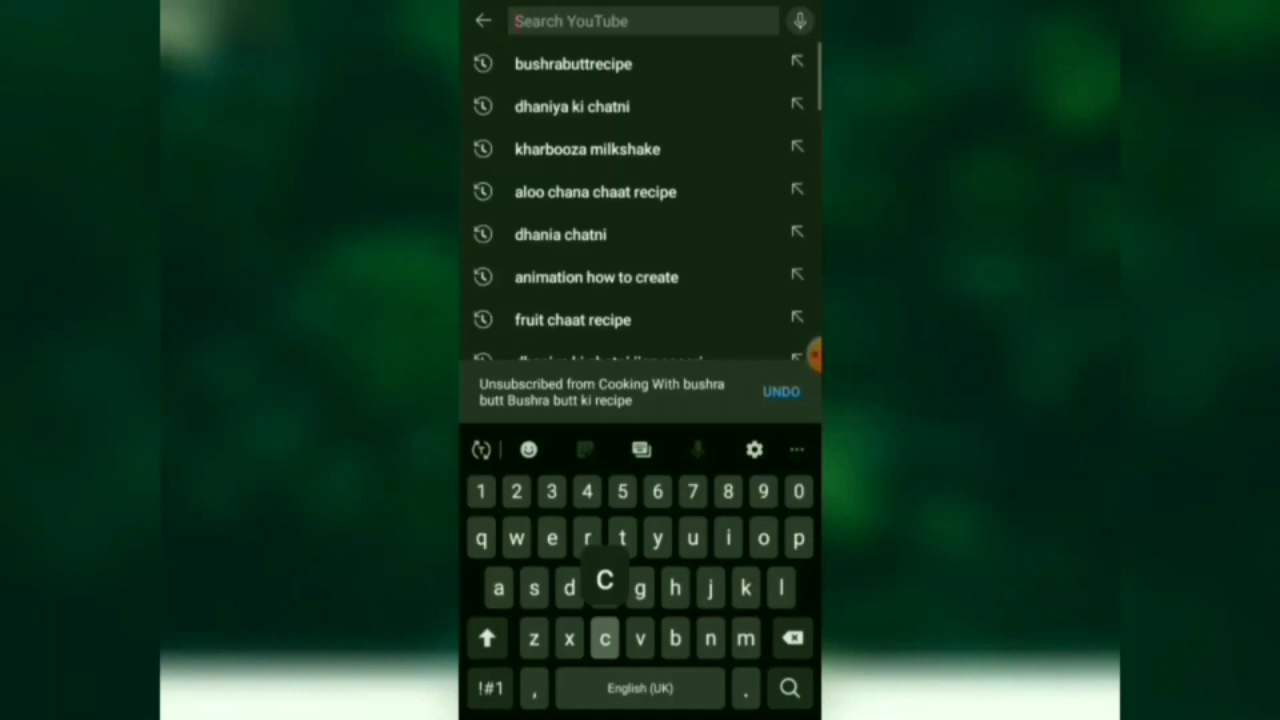 Search YouTube
bushrabuttrecipe
dhaniya ki chatni
kharbooza milkshake
aloo chana chaat recipe
dhania chatni
animation how to create
fruit chaat recipe
Unsubscribed from Cooking With bushra
butt Bushra butt ki recipe
UNDO
1 2 3 4 5 6 7 8 9 0
q w e r t y u i o p
a s d C g h j k l
z x c v b n m
!#1 , English (UK) .